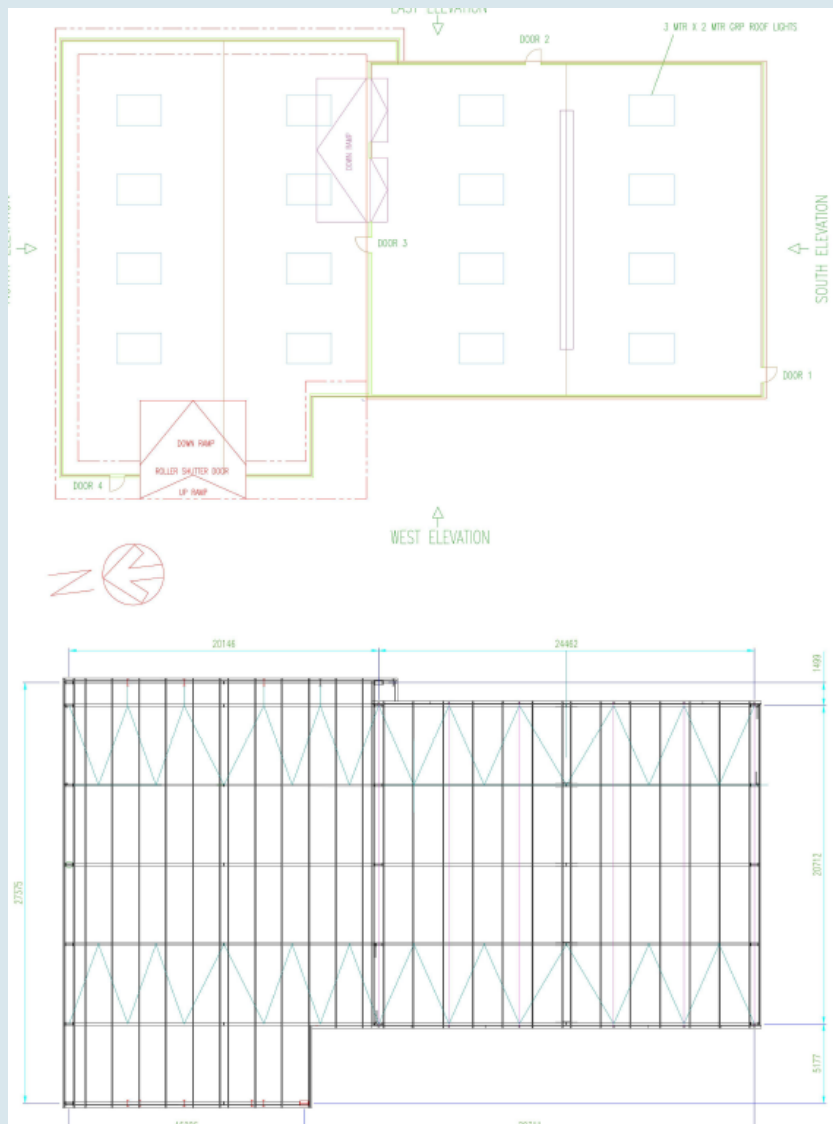 EAST ELEVATION
3 MTR X 2 MTR GRP ROOF LIGHTS
DOOR 2
DOWN RAMP
DOOR 3
SOUTH ELEVATION
DOOR 1
DOWN RAMP
ROLLER SHUTTER DOOR
UP RAMP
DOOR 4
WEST ELEVATION
N
20146
24462
1499
27375
20712
5177